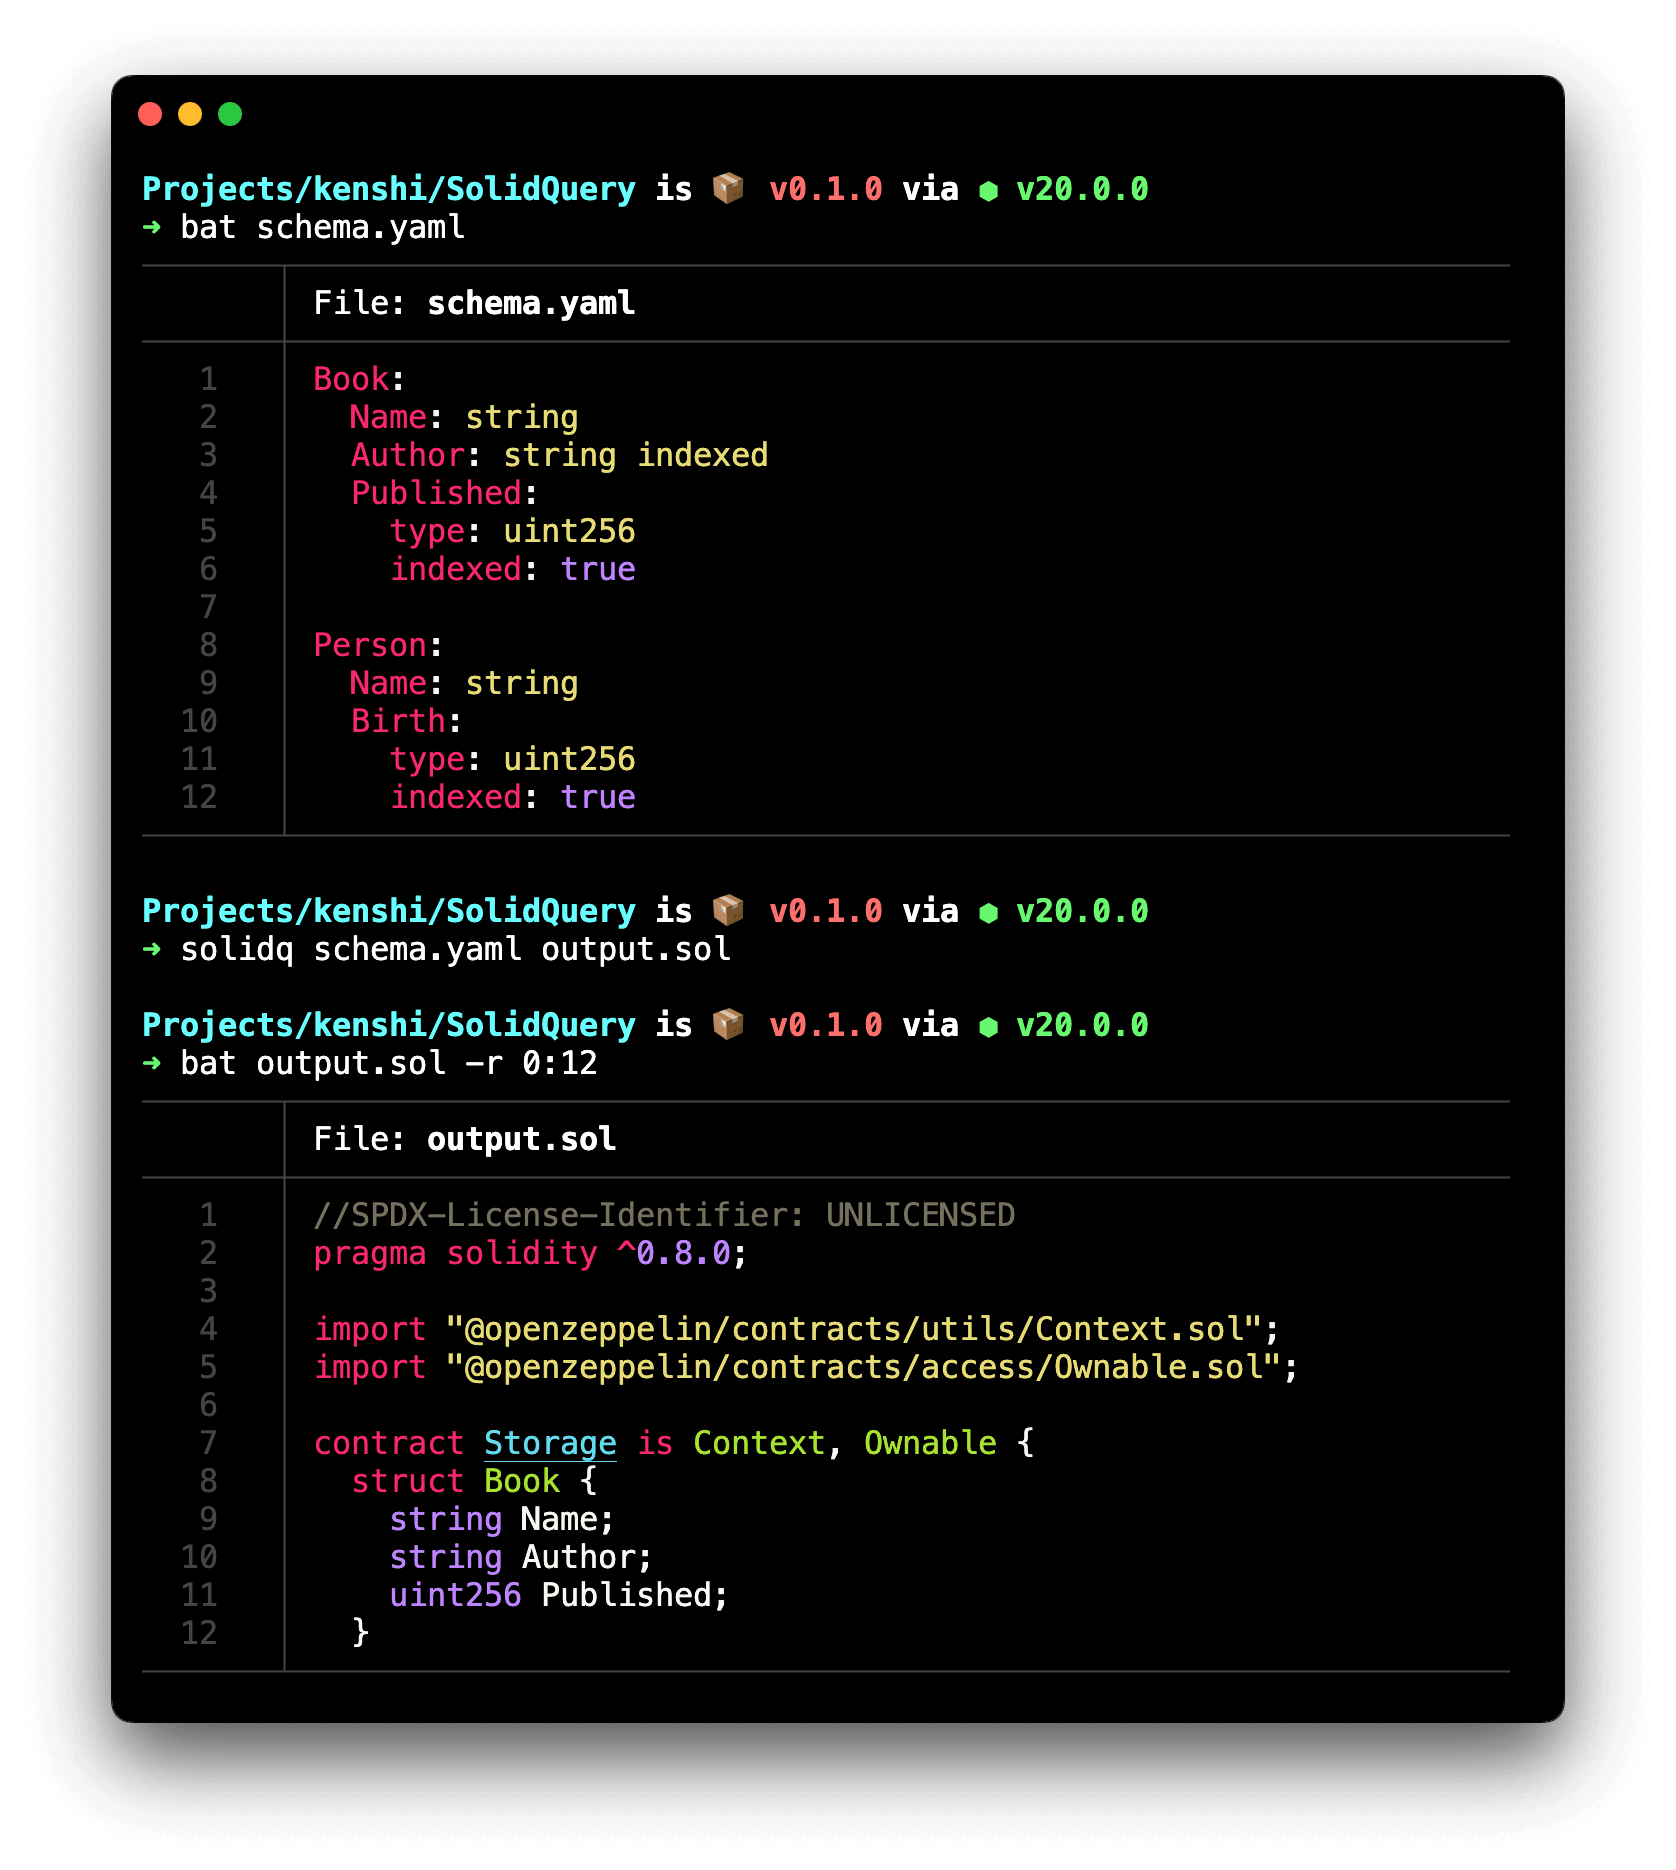 Projects/kenshi/SolidQuery is 📦 v0.1.0 via ⬢ v20.0.0
➜ bat schema.yaml
File: schema.yaml
1 Book:
2   Name: string
3   Author: string indexed
4   Published:
5     type: uint256
6     indexed: true
7
8 Person:
9   Name: string
10   Birth:
11     type: uint256
12     indexed: true
Projects/kenshi/SolidQuery is 📦 v0.1.0 via ⬢ v20.0.0
➜ solidq schema.yaml output.sol
Projects/kenshi/SolidQuery is 📦 v0.1.0 via ⬢ v20.0.0
➜ bat output.sol -r 0:12
File: output.sol
1 //SPDX-License-Identifier: UNLICENSED
2 pragma solidity ^0.8.0;
3
4 import "@openzeppelin/contracts/utils/Context.sol";
5 import "@openzeppelin/contracts/access/Ownable.sol";
6
7 contract Storage is Context, Ownable {
8   struct Book {
9     string Name;
10     string Author;
11     uint256 Published;
12   }